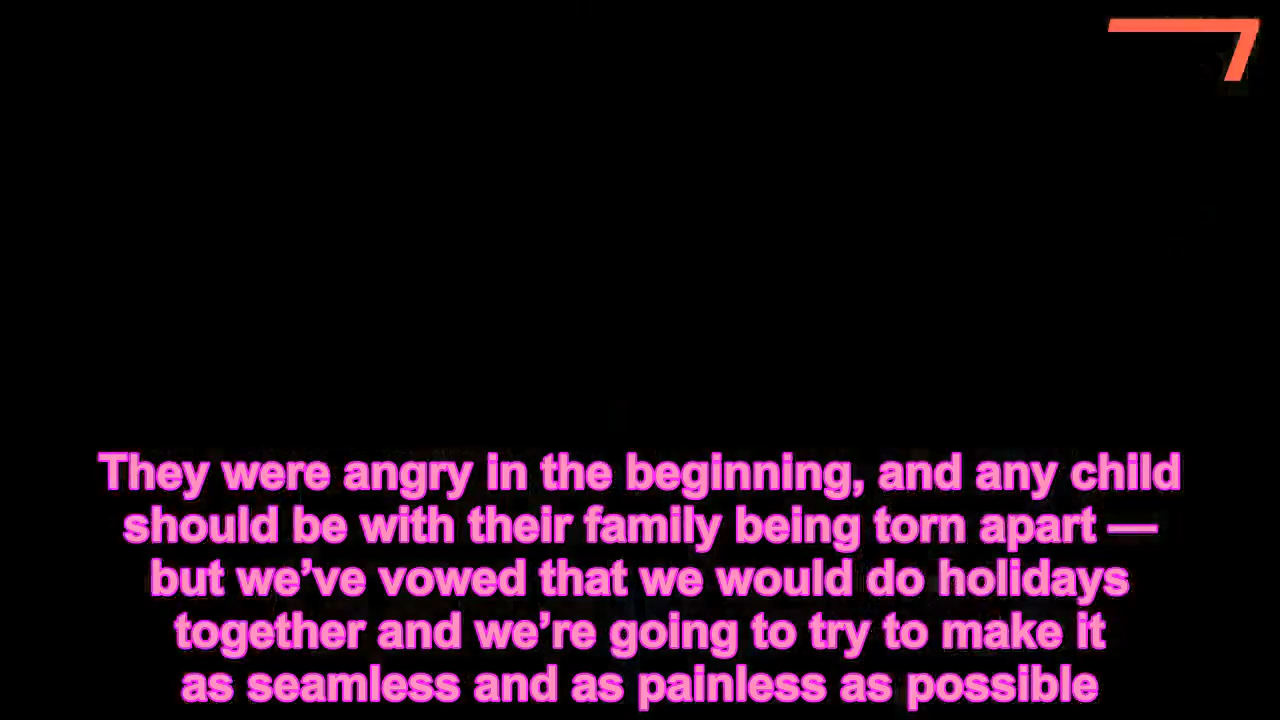 They were angry in the beginning, and any child
should be with their family being torn apart —
but we’ve vowed that we would do holidays
together and we’re going to try to make it
as seamless and as painless as possible